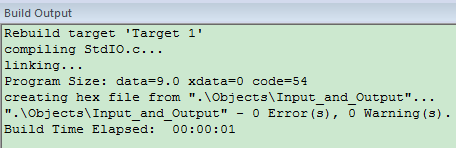 Build Output
Rebuild target 'Target 1'
compiling StdIO.c...
linking...
Program Size: data=9.0 xdata=0 code=54
creating hex file from ".\Objects\Input_and_Output"...
".\Objects\Input_and_Output" - 0 Error(s), 0 Warning(s).
Build Time Elapsed:  00:00:01